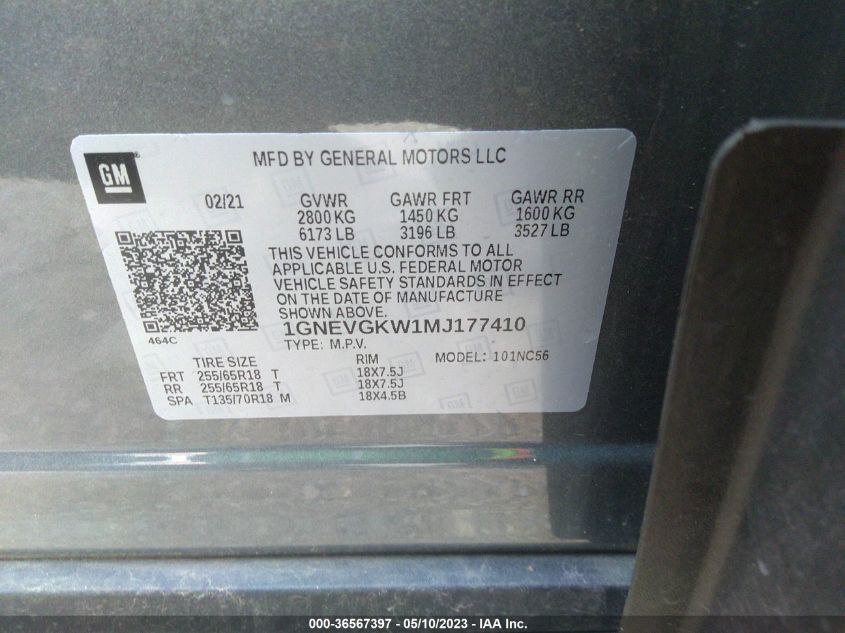 GM
MFD BY GENERAL MOTORS LLC
02/21 GVWR GAWR FRT GAWR RR
2800 KG 1450 KG 1600 KG
6173 LB 3196 LB 3527 LB
THIS VEHICLE CONFORMS TO ALL
APPLICABLE U.S. FEDERAL MOTOR
VEHICLE SAFETY STANDARDS IN EFFECT
ON THE DATE OF MANUFACTURE
SHOWN ABOVE.
1GNEVGKW1MJ177410
464C
TYPE: M.P.V. MODEL: 101NC56
TIRE SIZE RIM
FRT 255/65R18 T 18X7.5J
RR 255/65R18 T 18X7.5J
SPA T135/70R18 M 18X4.5B
000-36567397 - 05/10/2023 - IAA Inc.